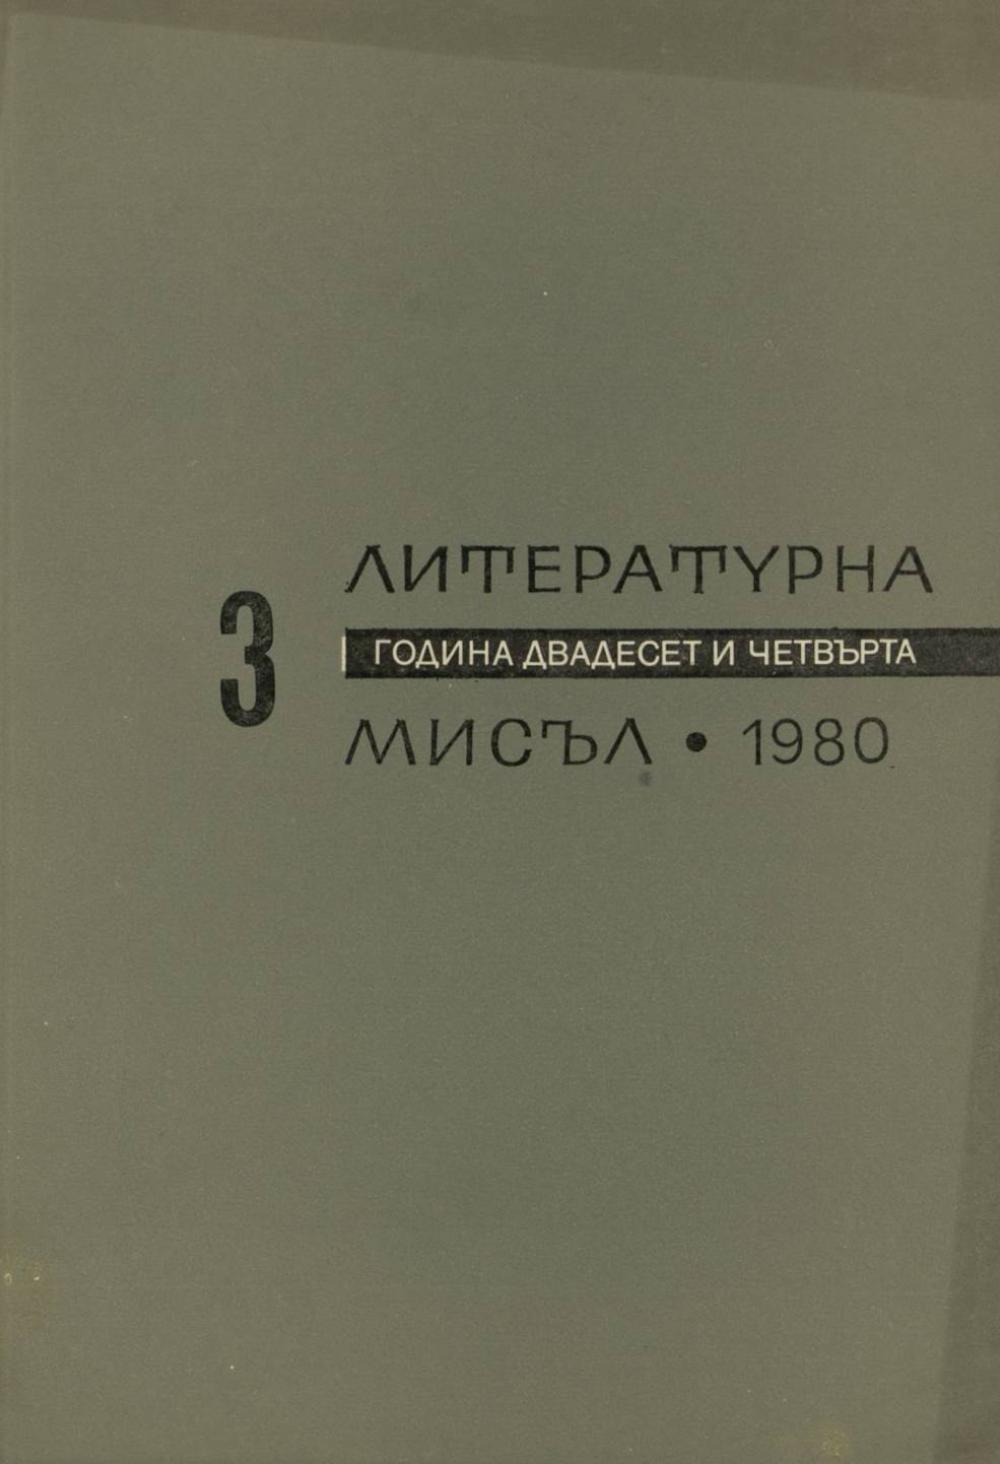 3
ЛИТЕРАТУРНА
ГОДИНА ДВАДЕСЕТ И ЧЕТВЪРТА
МИСЪЛ • 1980